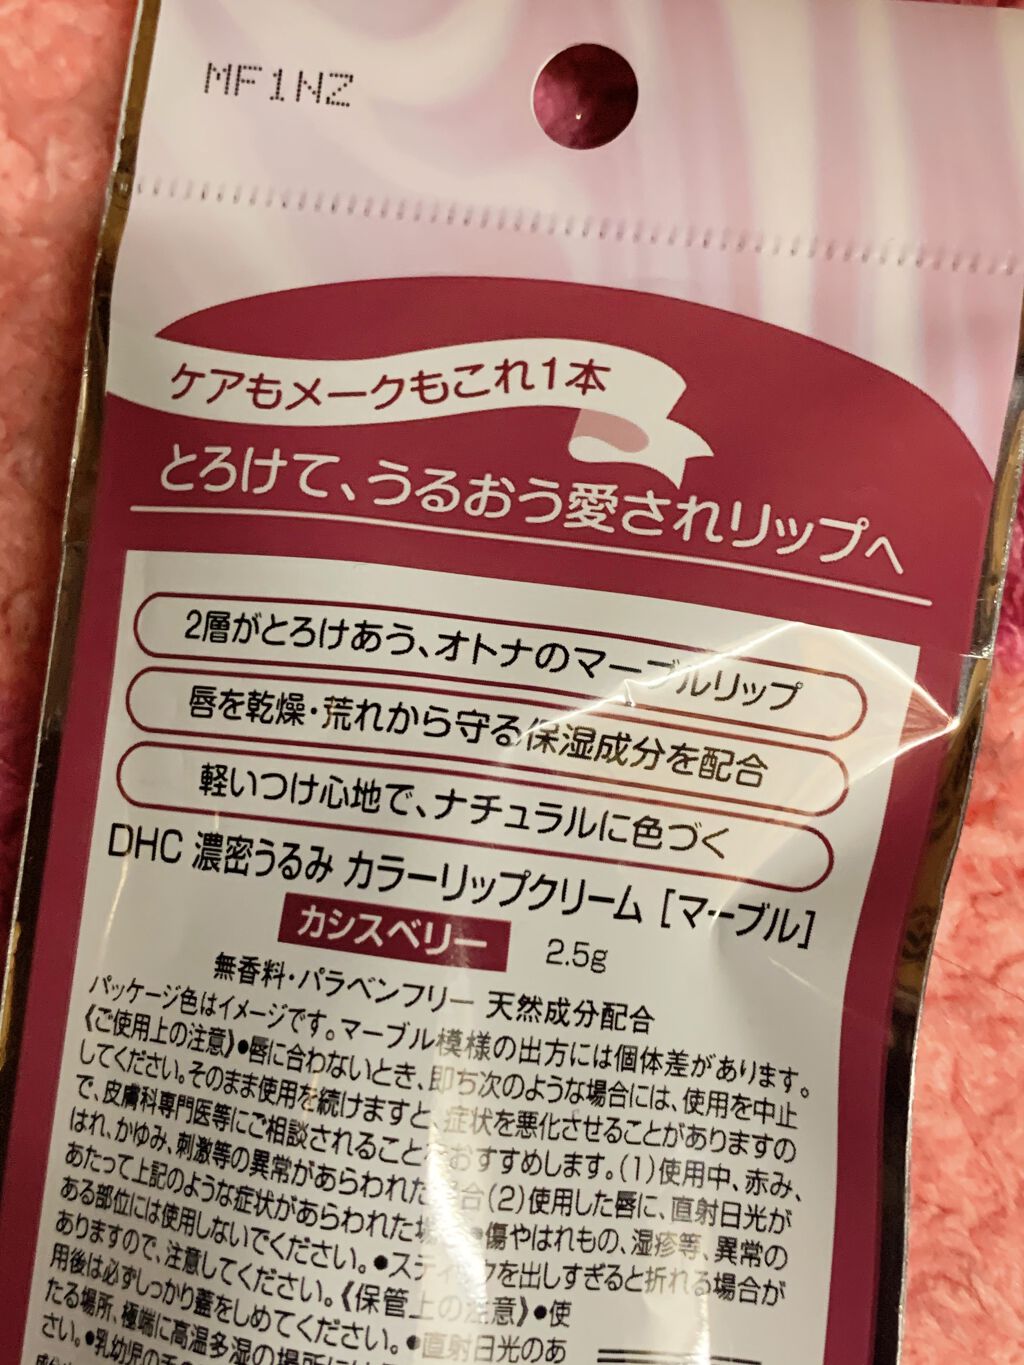 MF1NZ
ケアもメークもこれ1本
とろけて、うるおう愛されリップへ
2層がとろけあう、オトナのマーブルリップ
唇を乾燥・荒れから守る保湿成分を配合
軽いつけ心地で、ナチュラルに色づく
DHC 濃密うるみ カラーリップクリーム [マーブル]
カシスベリー 2.5g
無香料・パラベンフリー 天然成分配合
パッケージ色はイメージです。マーブル模様の出方には個体差があります。
《ご使用上の注意》●唇に合わないとき、即ち次のような場合には、使用を中止
してください。そのまま使用を続けますと、症状を悪化させることがありますの
で、皮膚科専門医等にご相談されること おすすめします。(1)使用中、赤み、
はれ、かゆみ、刺激等の異常があらわれた 合(2)使用した唇に、直射日光が
あたって上記のような症状があらわれた場 ●傷やはれもの、湿疹等、異常の
ある部位には使用しないでください。●スティックを出しすぎると折れる場合が
ありますので、注意してください。《保管上の注意》●使
用後は必ずしっかり蓋をしめてください。●直射日光のあ
たる場所、極端に高温多湿の場所には
さい。●乳幼児の手の